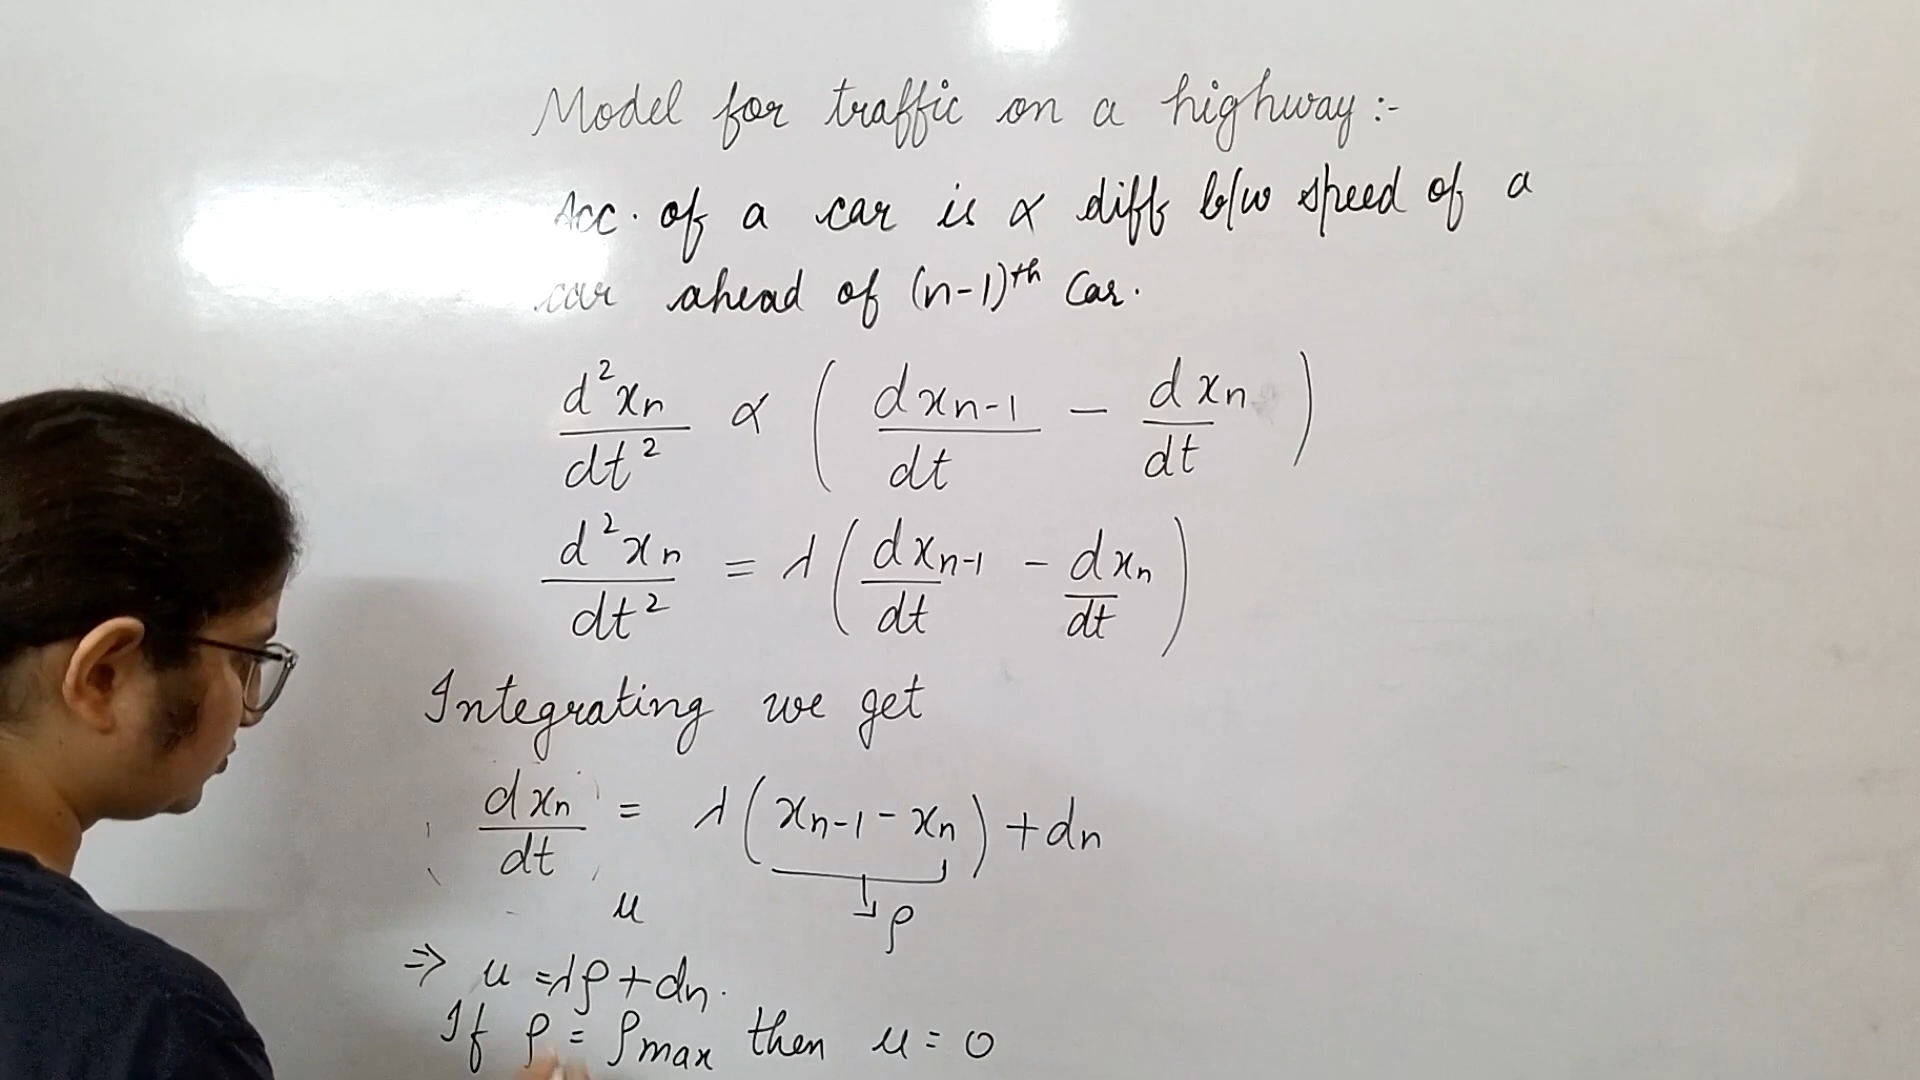 Model for traffic on a highway :-
Acc. of a car is ∝ diff b/w speed of a
car ahead of (n-1)th Car.
d²xn/dt² ∝ (dxn-1/dt - dxn/dt)
d²xn/dt² = λ(dxn-1/dt - dxn/dt)
Integrating we get
dxn/dt = λ(xn-1 - xn) + dn
u ↳ ρ
⇒ u = λρ + dn.
If ρ = ρmax then u = 0